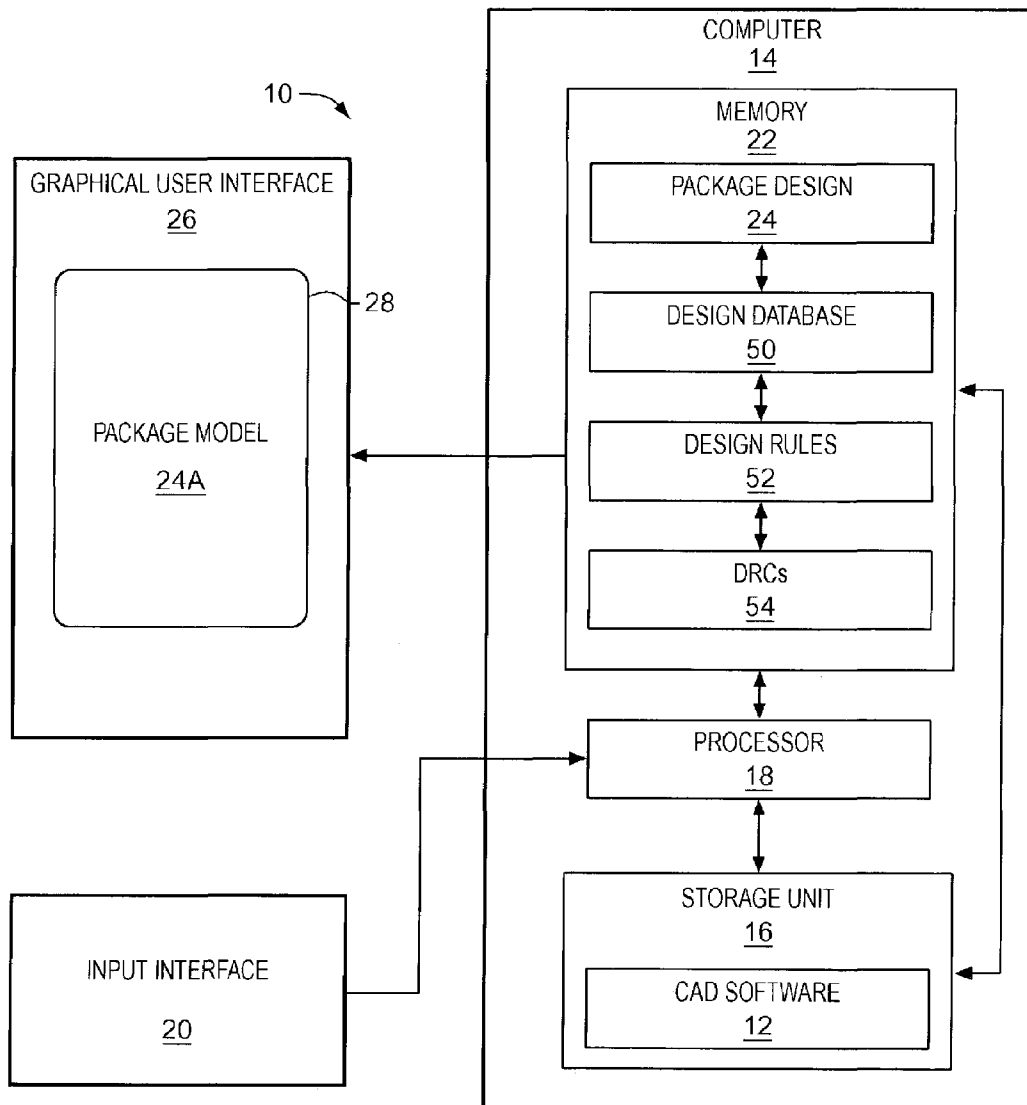 10
GRAPHICAL USER INTERFACE
26
28
PACKAGE MODEL
24A
INPUT INTERFACE
20
COMPUTER
14
MEMORY
22
PACKAGE DESIGN
24
DESIGN DATABASE
50
DESIGN RULES
52
DRCs
54
PROCESSOR
18
STORAGE UNIT
16
CAD SOFTWARE
12